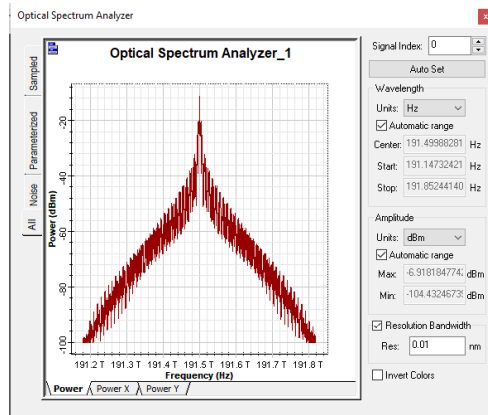 Optical Spectrum Analyzer
x
Optical Spectrum Analyzer_1
Sampled
Parameterized
Noise
All
Power (dBm)
-20
-40
-60
-80
-100
191.2 T 191.3 T 191.4 T 191.5 T 191.6 T 191.7 T 191.8 T
Frequency (Hz)
Power Power X Power Y
Signal Index: 0
Auto Set
Wavelength
Units: Hz
Automatic range
Center: 191.49988281 Hz
Start: 191.14732421 Hz
Stop: 191.85244140 Hz
Amplitude
Units: dBm
Automatic range
Max: -6.9181847742 dBm
Min: -104.43246735 dBm
Resolution Bandwidth
Res: 0.01 nm
Invert Colors